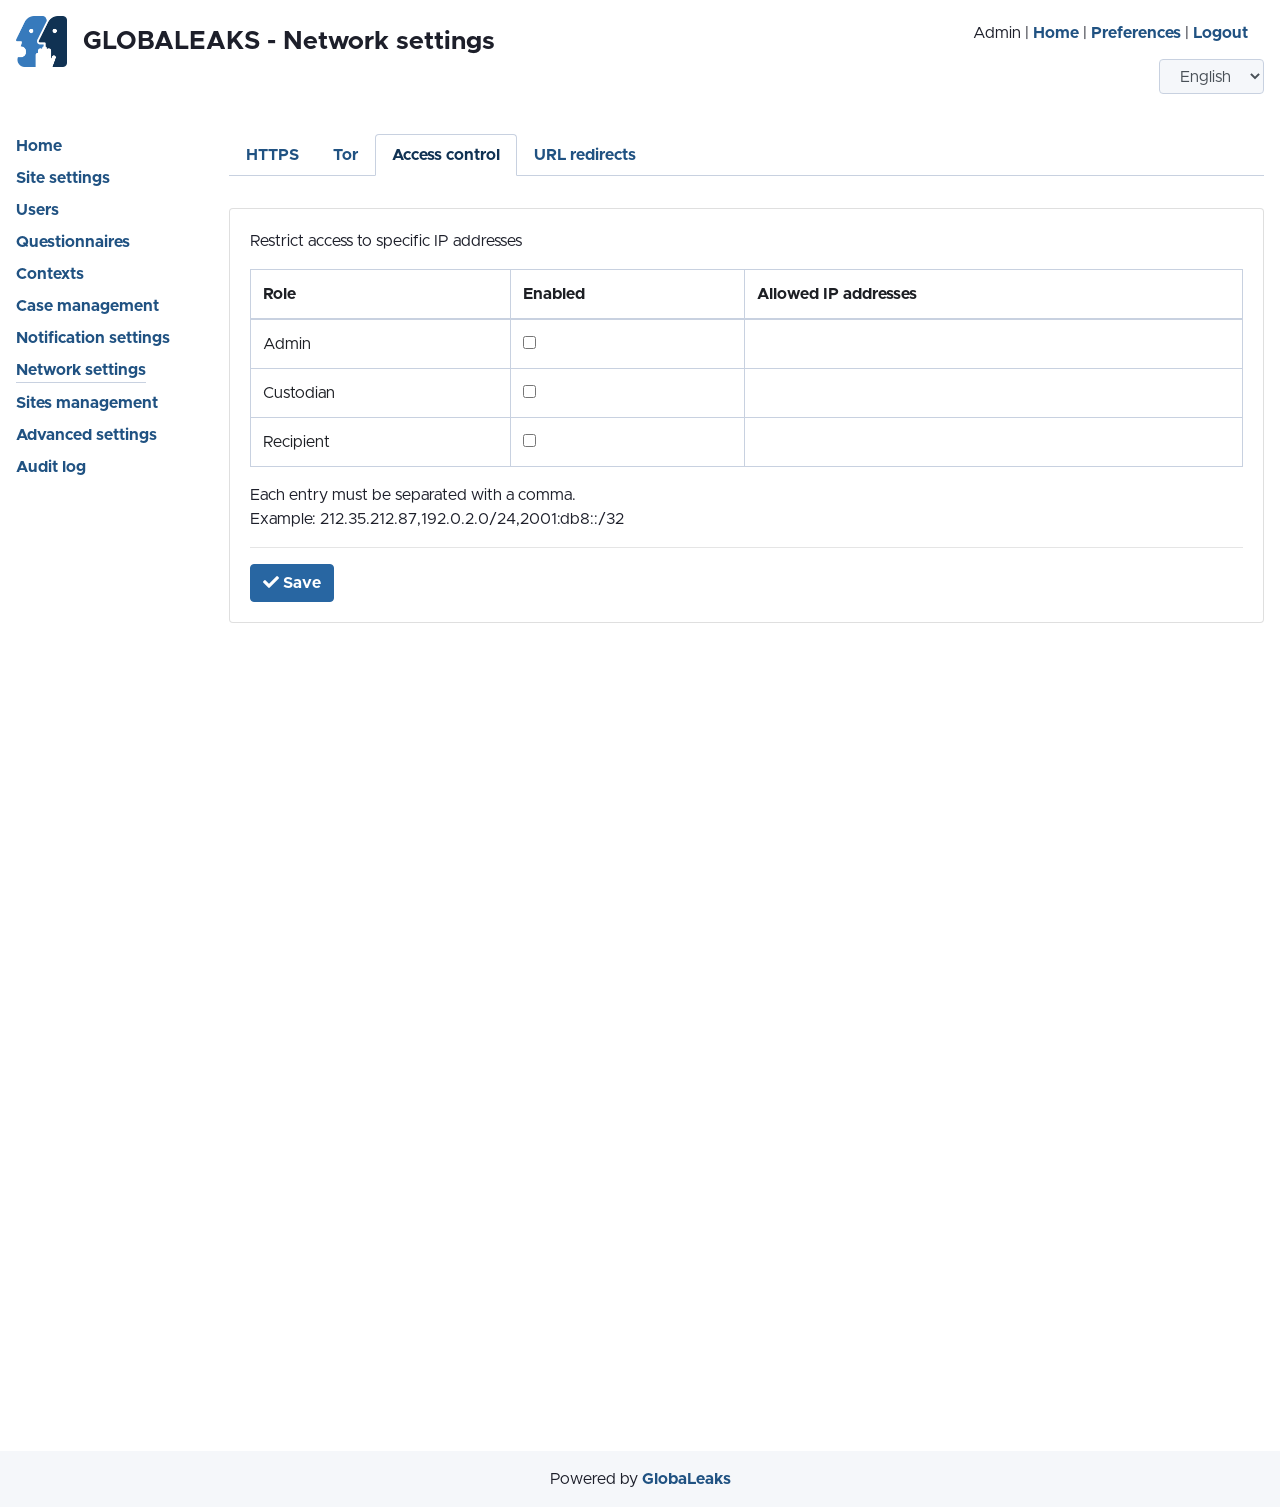 GLOBALEAKS - Network settings
Admin | Home | Preferences | Logout
English
Home
Site settings
Users
Questionnaires
Contexts
Case management
Notification settings
Network settings
Sites management
Advanced settings
Audit log
HTTPS Tor Access control URL redirects
Restrict access to specific IP addresses
Role Enabled Allowed IP addresses
Admin
Custodian
Recipient
Each entry must be separated with a comma.
Example: 212.35.212.87,192.0.2.0/24,2001:db8::/32
Save
Powered by GlobaLeaks